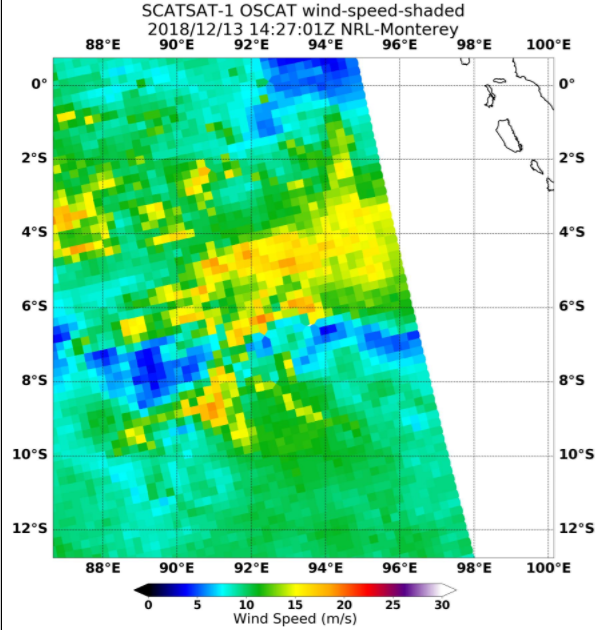 SCATSAT-1 OSCAT wind-speed-shaded
2018/12/13 14:27:01Z NRL-Monterey
88°E 90°E 92°E 94°E 96°E 98°E 100°E
0° 0°
2°S 2°S
4°S 4°S
6°S 6°S
8°S 8°S
10°S 10°S
12°S 12°S
88°E 90°E 92°E 94°E 96°E 98°E 100°E
0 5 10 15 20 25 30
Wind Speed (m/s)